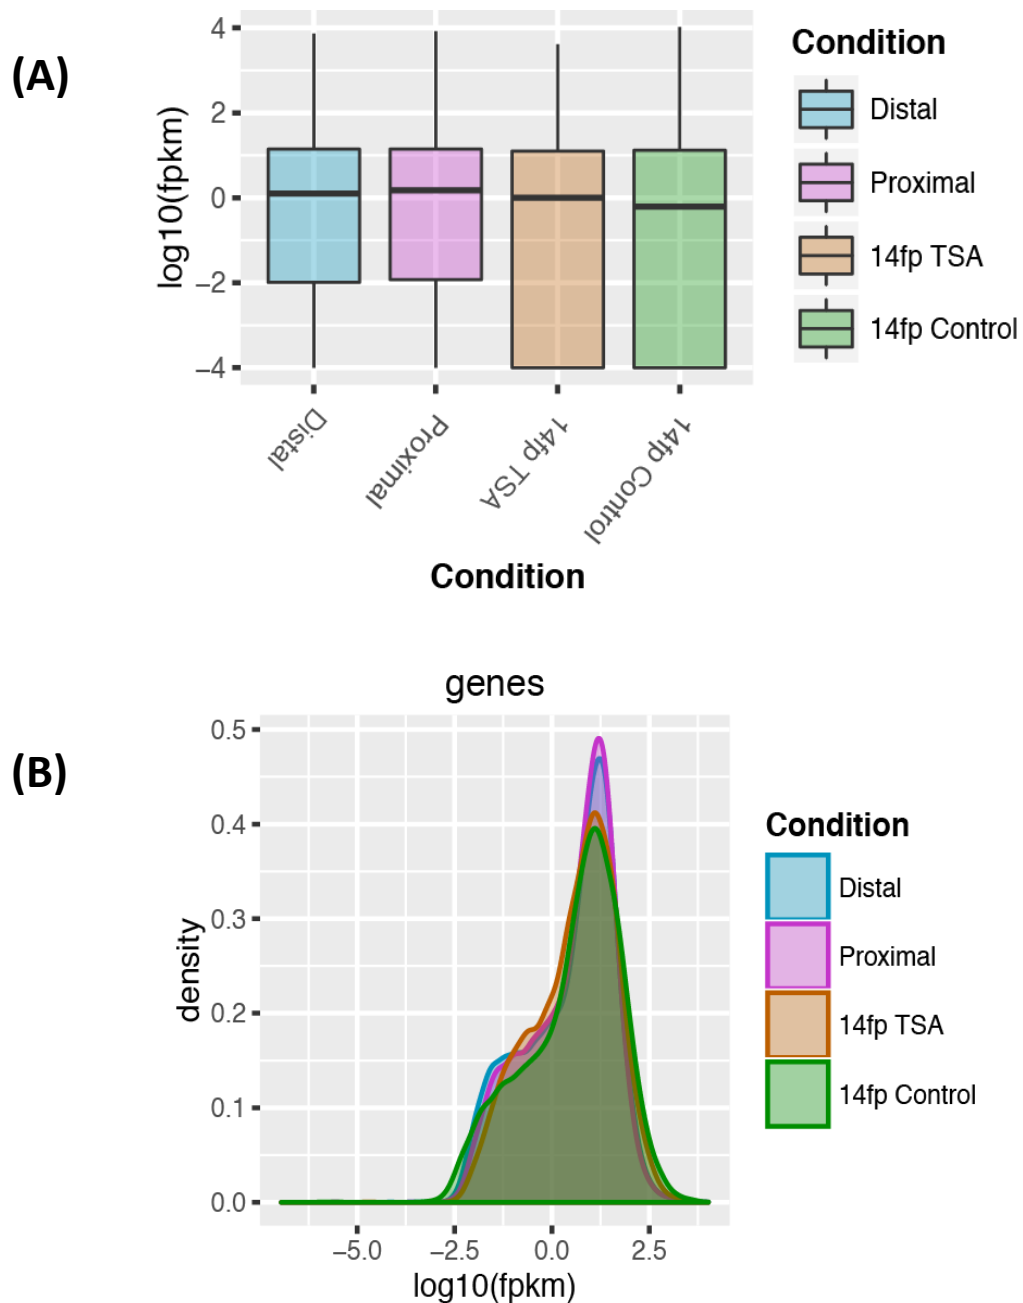 (A)
log10(fpkm)
4
2
0
−2
−4
Distal
Proximal
14fp TSA
14fp Control
Condition
Condition
Distal
Proximal
14fp TSA
14fp Control
(B)
genes
density
0.5
0.4
0.3
0.2
0.1
0.0
−5.0
−2.5
0.0
2.5
log10(fpkm)
Condition
Distal
Proximal
14fp TSA
14fp Control